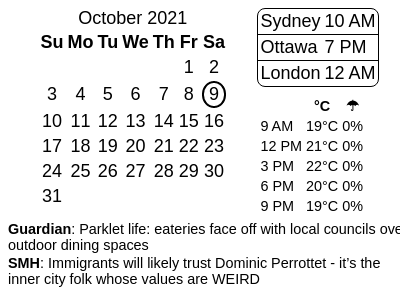 October 2021
Su Mo Tu We Th Fr Sa
1 2
3 4 5 6 7 8 9
10 11 12 13 14 15 16
17 18 19 20 21 22 23
24 25 26 27 28 29 30
31
Sydney 10 AM
Ottawa 7 PM
London 12 AM
°C ☂
9 AM 19°C 0%
12 PM 21°C 0%
3 PM 22°C 0%
6 PM 20°C 0%
9 PM 19°C 0%
Guardian: Parklet life: eateries face off with local councils ove
outdoor dining spaces
SMH: Immigrants will likely trust Dominic Perrottet - it’s the
inner city folk whose values are WEIRD